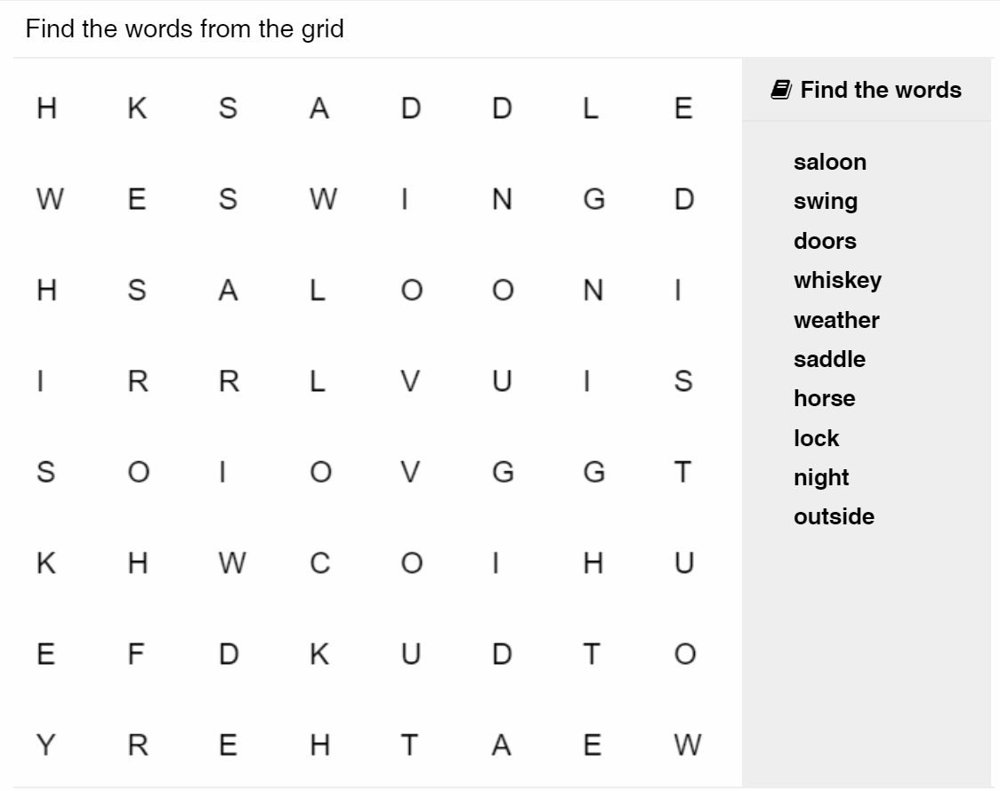 Find the words from the grid
H K S A D D L E
W E S W I N G D
H S A L O O N I
I R R L V U I S
S O I O V G G T
K H W C O I H U
E F D K U D T O
Y R E H T A E W
Find the words
saloon
swing
doors
whiskey
weather
saddle
horse
lock
night
outside